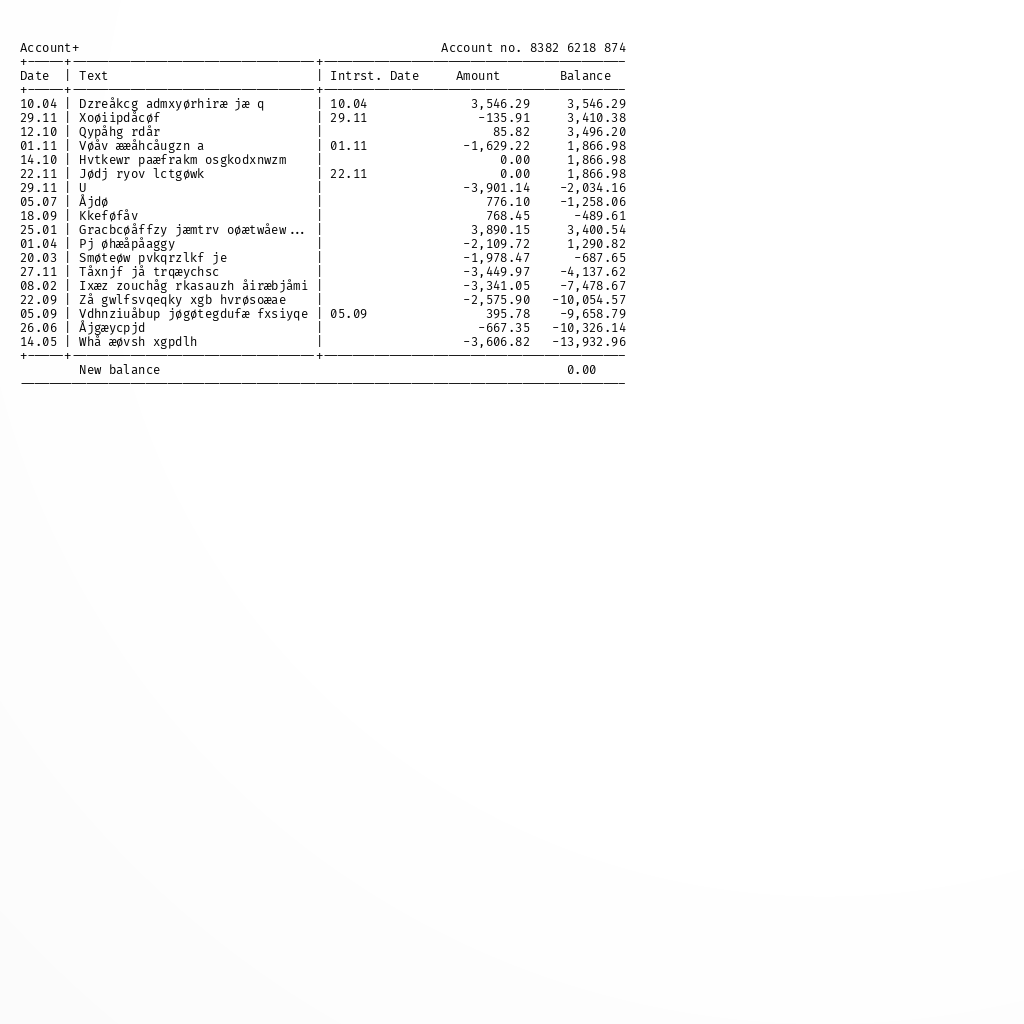 Account+ Account no. 8382 6218 874
Date | Text | Intrst. Date Amount Balance
10.04 | Dzreåkcg admxyørhiræ jæ q | 10.04 3,546.29 3,546.29
29.11 | Xoøiipdåcøf | 29.11 -135.91 3,410.38
12.10 | Qypåhg rdår | 85.82 3,496.20
01.11 | Vøåv ææåhcåugzn a | 01.11 -1,629.22 1,866.98
14.10 | Hvtkewr paæfrakm osgkodxnwzm | 0.00 1,866.98
22.11 | Jødj ryov lctgøwk | 22.11 0.00 1,866.98
29.11 | U | -3,901.14 -2,034.16
05.07 | Åjdø | 776.10 -1,258.06
18.09 | Kkeføfåv | 768.45 -489.61
25.01 | Gracbcøåffzy jæmtrv oøætwåew... | 3,890.15 3,400.54
01.04 | Pj øhæåpåaggy | -2,109.72 1,290.82
20.03 | Smøteøw pvkqrzlkf je | -1,978.47 -687.65
27.11 | Tåxnjf jå trqæychsc | -3,449.97 -4,137.62
08.02 | Ixæz zouchåg rkasauzh åiræbjåmi | -3,341.05 -7,478.67
22.09 | Zå gwlfsvqeqky xgb hvrøsoæae | -2,575.90 -10,054.57
05.09 | Vdhnziuåbup jøgøtegdufæ fxsiyqe | 05.09 395.78 -9,658.79
26.06 | Åjgæycpjd | -667.35 -10,326.14
14.05 | Whå æøvsh xgpdlh | -3,606.82 -13,932.96
New balance 0.00